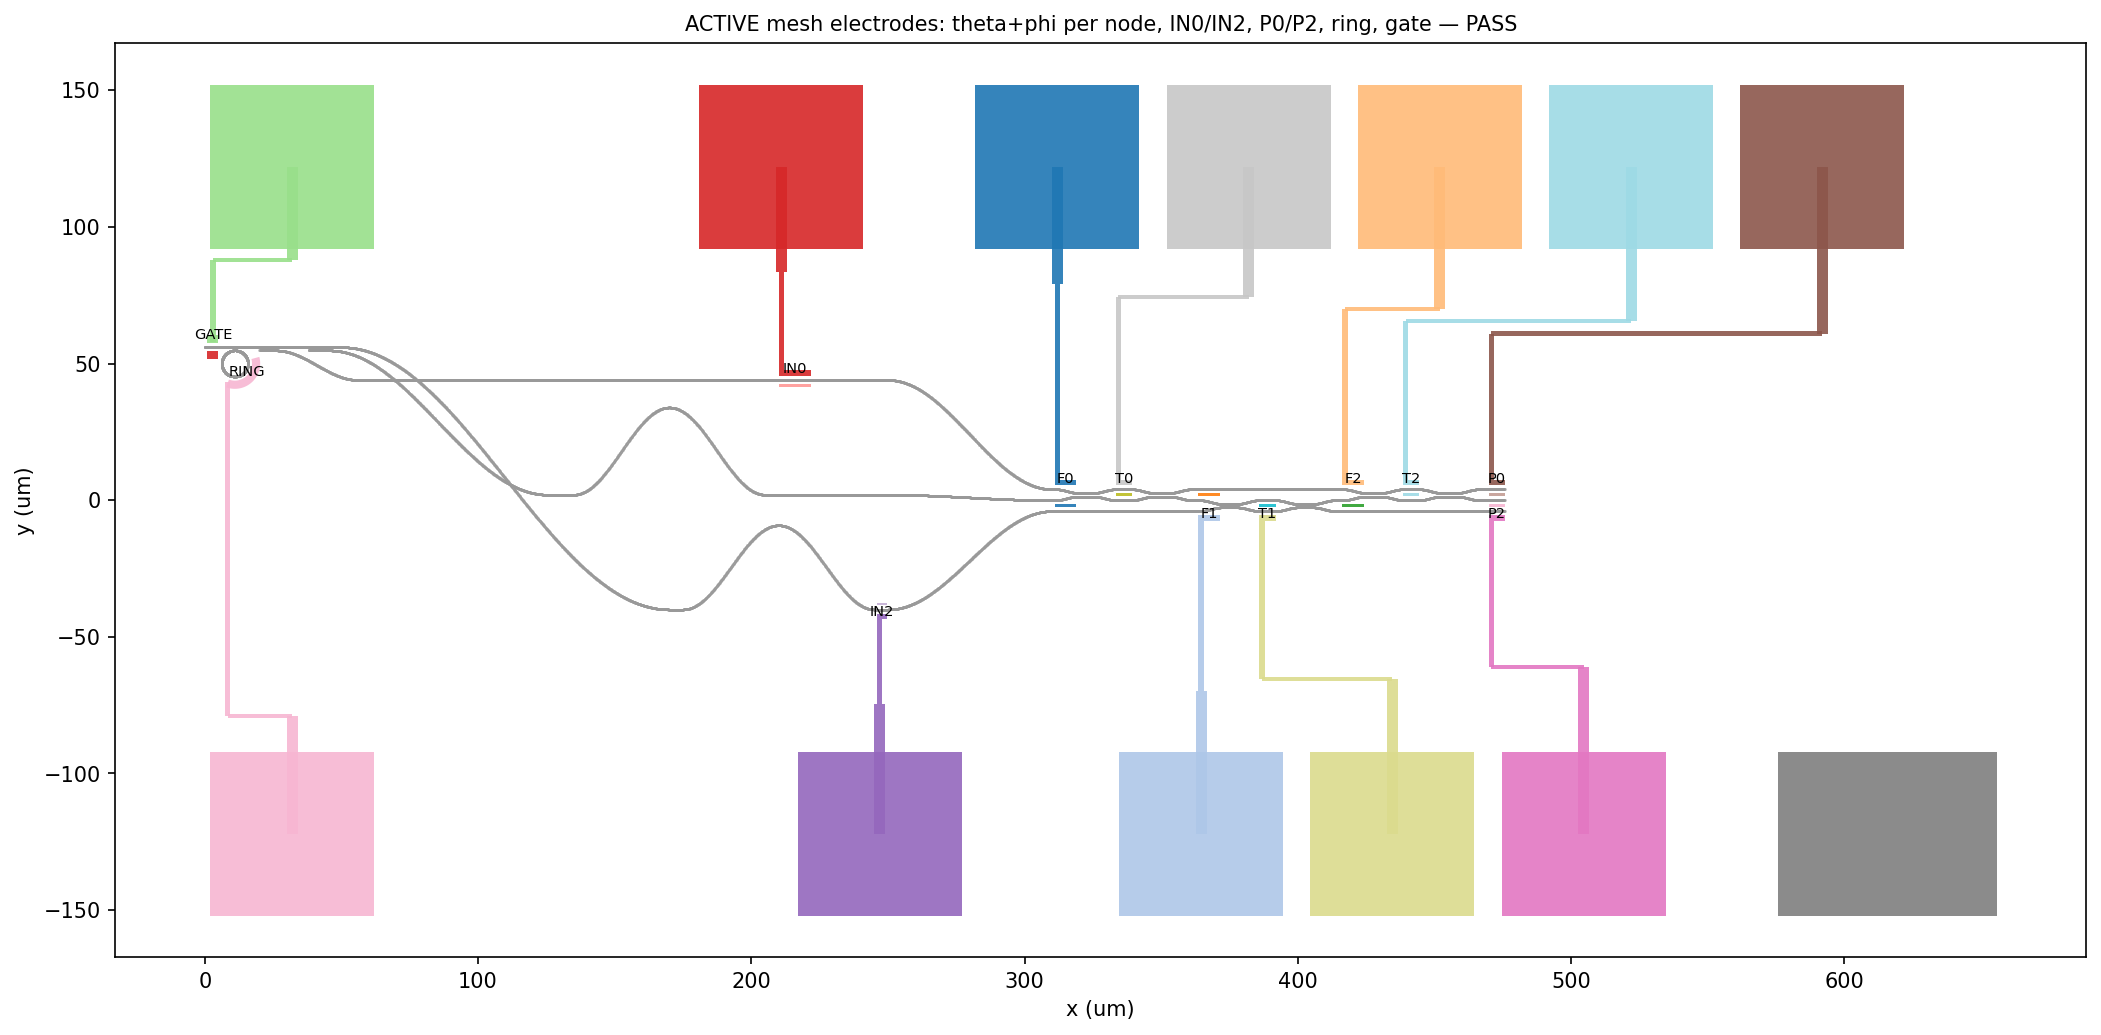 ACTIVE mesh electrodes: theta+phi per node, IN0/IN2, P0/P2, ring, gate — PASS
150
100
50
0
−50
−100
−150
y (um)
GATE
RING
IN0
F0
T0
F2
T2
P0
F1
T1
P2
IN2
0
100
200
300
400
500
600
x (um)